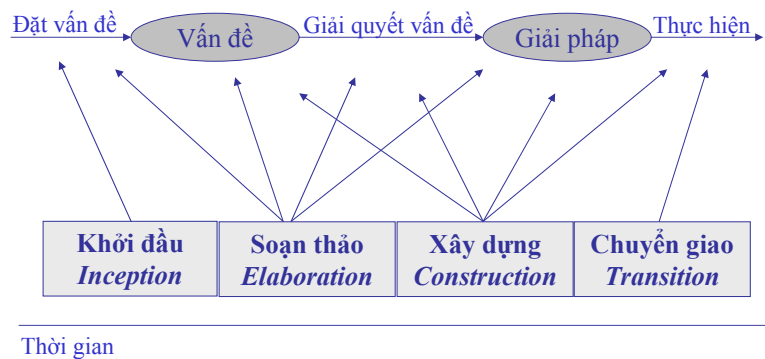 Đặt vấn đề
Vấn đề
Giải quyết vấn đề
Giải pháp
Thực hiện
Khởi đầu
Inception
Soạn thảo
Elaboration
Xây dựng
Construction
Chuyển giao
Transition
Thời gian